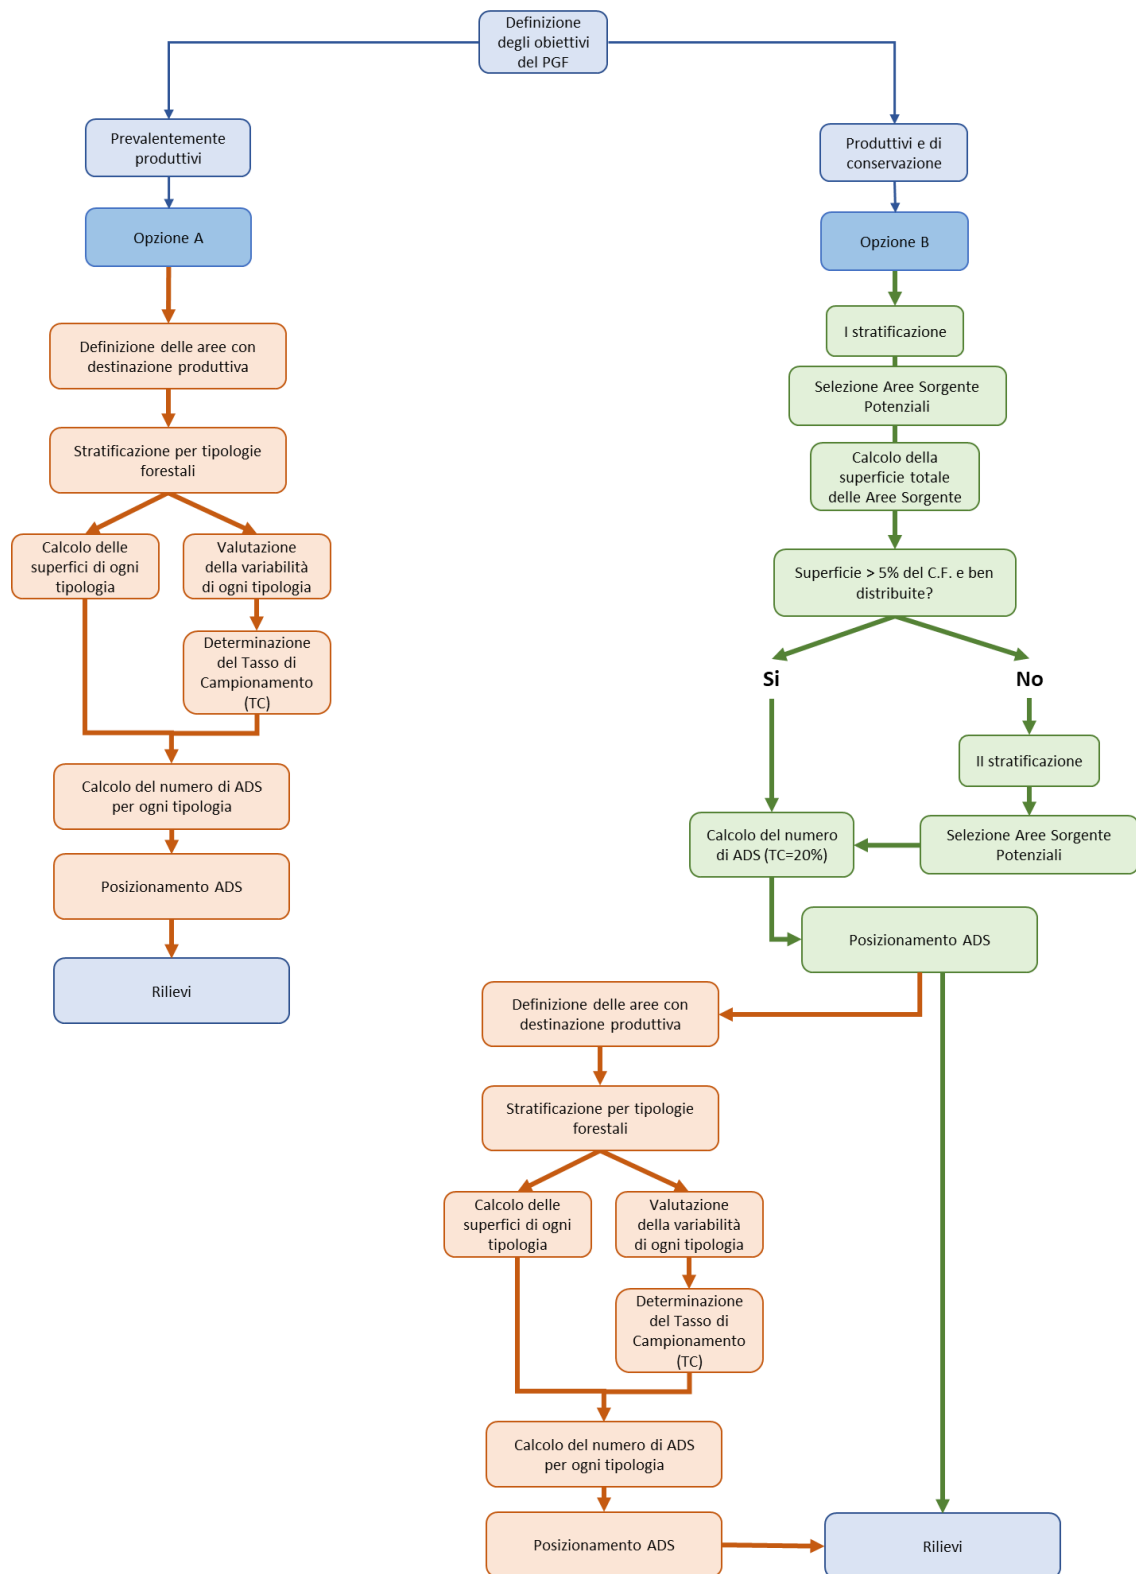 Definizione
degli obiettivi
del PGF
Prevalentemente
produttivi
Opzione A
Definizione delle aree con
destinazione produttiva
Stratificazione per tipologie
forestali
Calcolo delle
superfici di ogni
tipologia
Valutazione
della variabilità
di ogni tipologia
Determinazione
del Tasso di
Campionamento
(TC)
Calcolo del numero di ADS
per ogni tipologia
Posizionamento ADS
Rilievi
Produttivi e di
conservazione
Opzione B
I stratificazione
Selezione Aree Sorgente
Potenziali
Calcolo della
superficie totale
delle Aree Sorgente
Superficie > 5% del C.F. e ben
distribuite?
Si
No
II stratificazione
Selezione Aree Sorgente
Potenziali
Calcolo del numero
di ADS (TC=20%)
Posizionamento ADS
Definizione delle aree con
destinazione produttiva
Stratificazione per tipologie
forestali
Calcolo delle
superfici di ogni
tipologia
Valutazione
della variabilità
di ogni tipologia
Determinazione
del Tasso di
Campionamento
(TC)
Calcolo del numero di ADS
per ogni tipologia
Posizionamento ADS
Rilievi